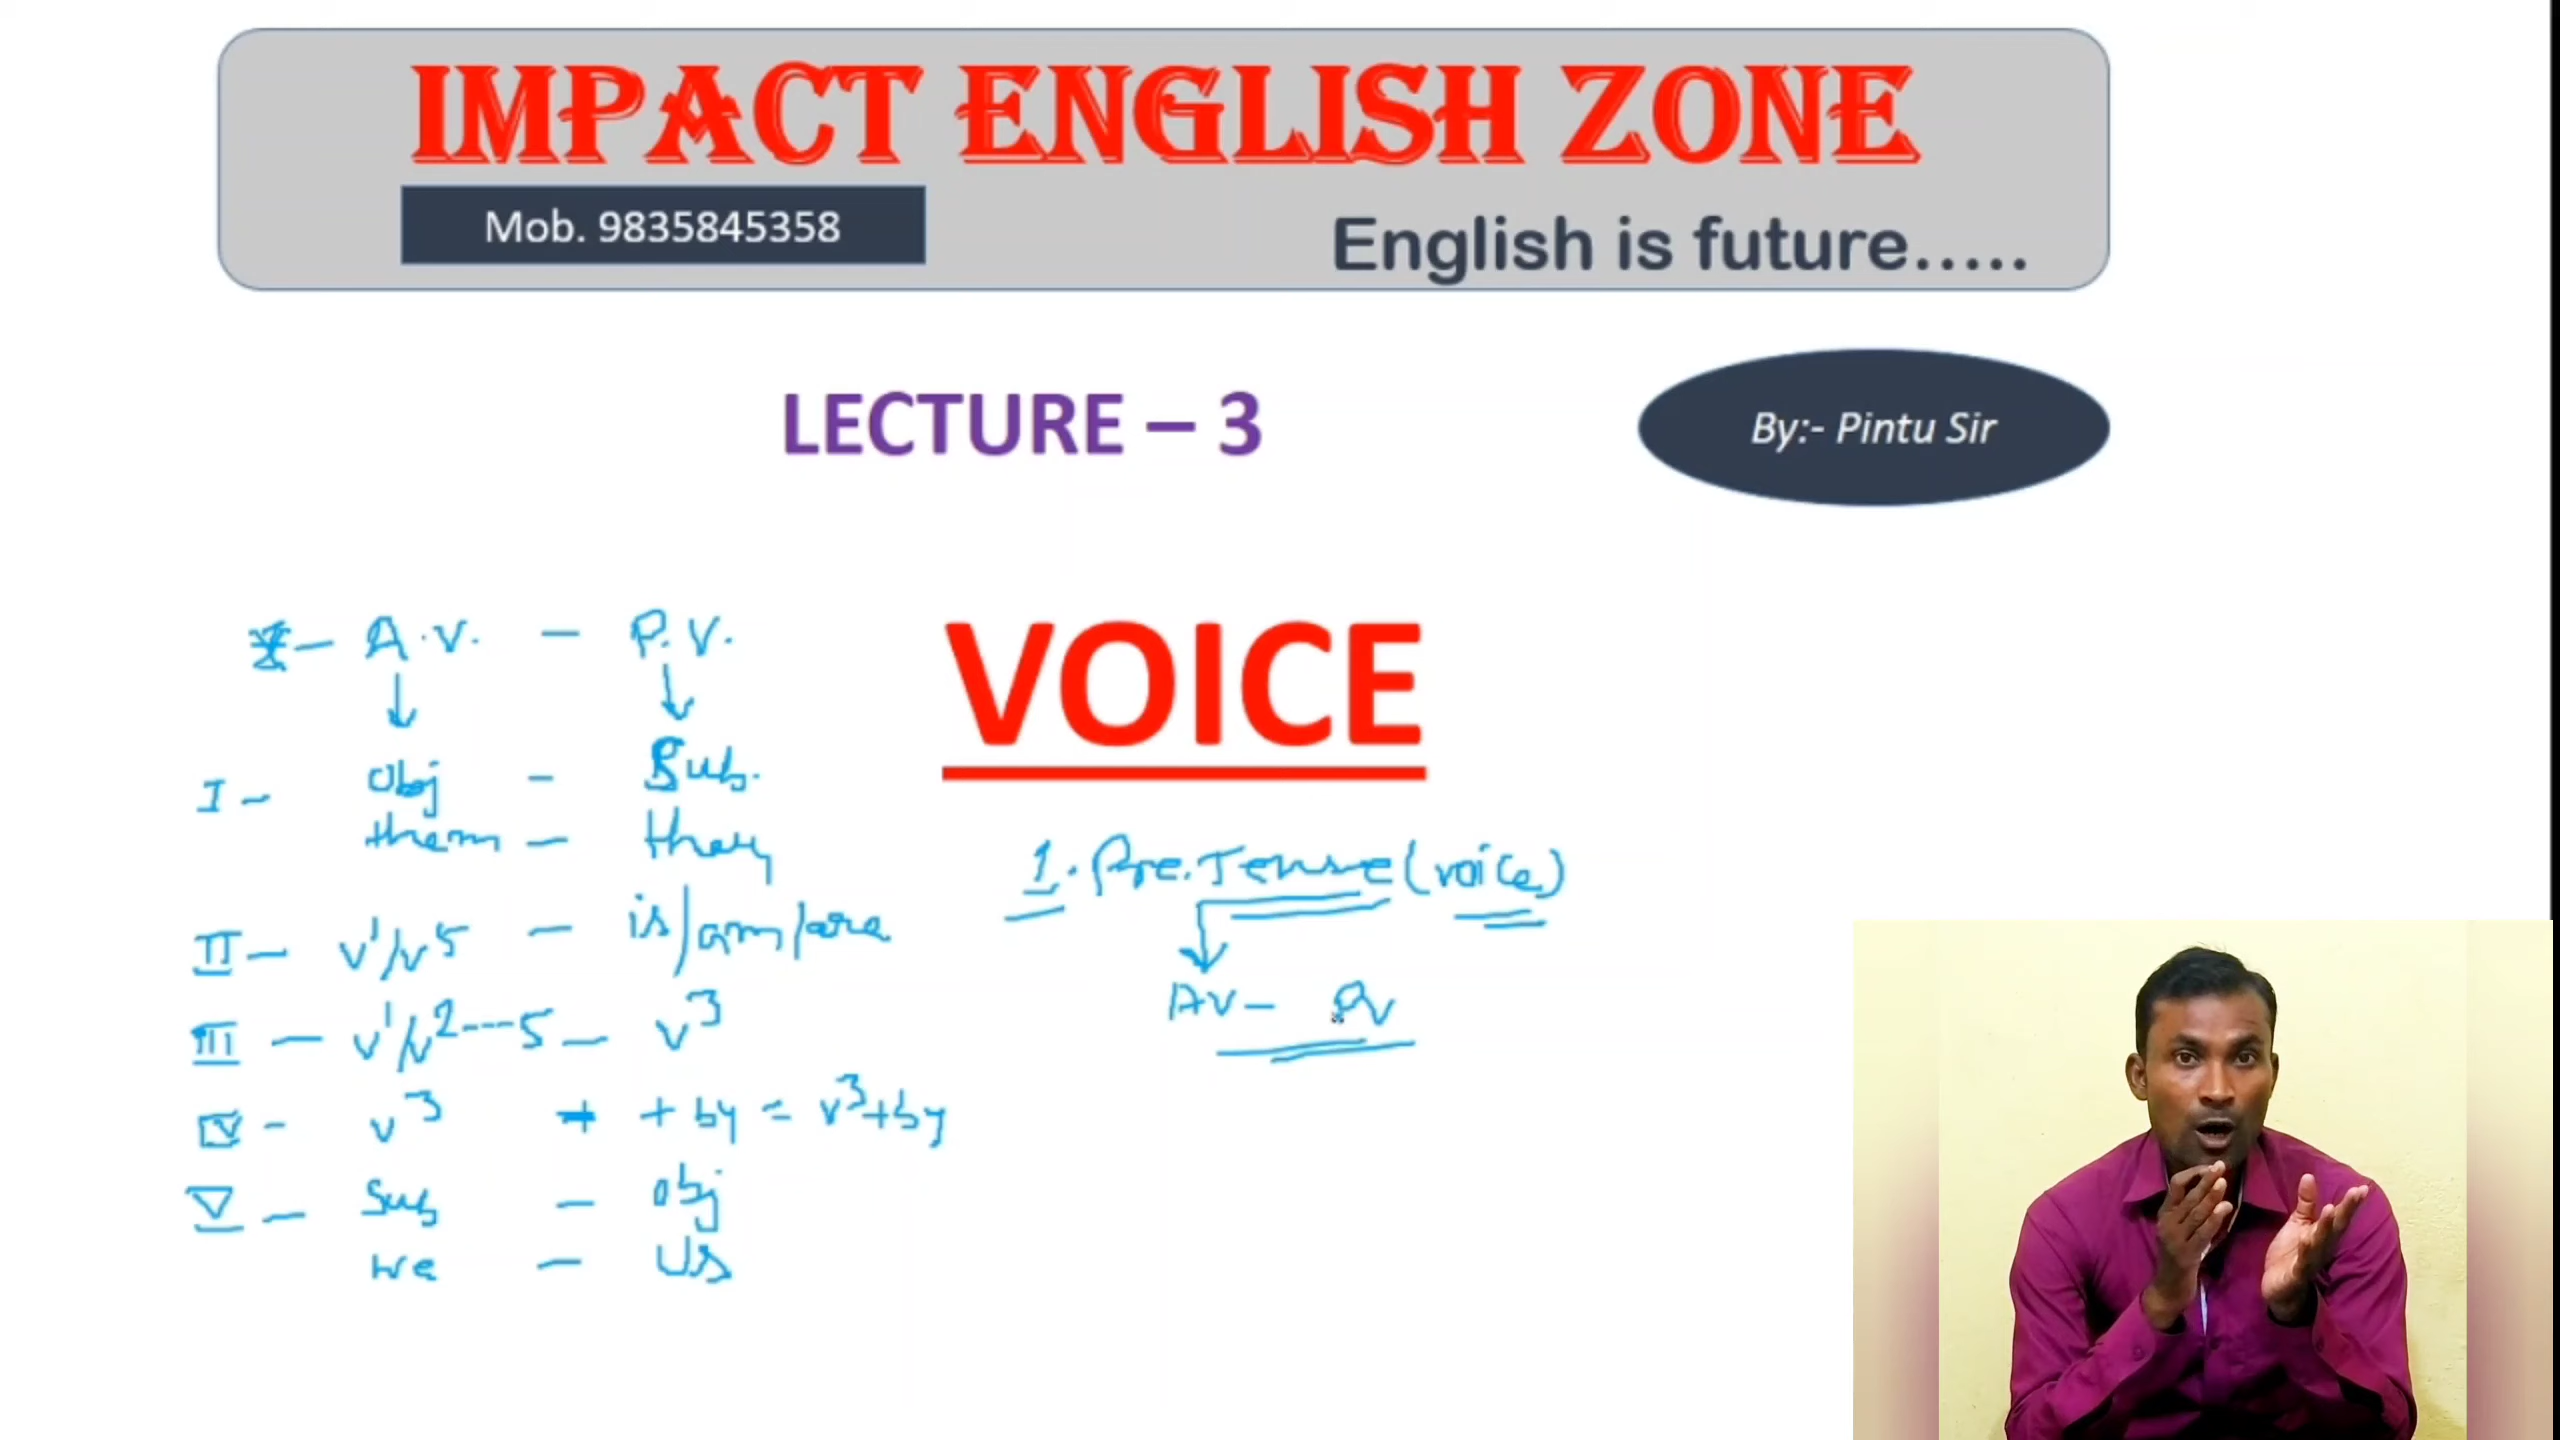 IMPACT ENGLISH ZONE
Mob. 9835845358
English is future.....
LECTURE – 3
By:- Pintu Sir
VOICE
A.V. – P.V.
I – Obj – Sub.
them – they
II – v¹/v⁵ – is/am/are
III – v¹/v²---5 – v³
IV – v³ + +by = v³+by
V – Sub – obj
we – us
1. Pre. Tense (voice)
AV – PV